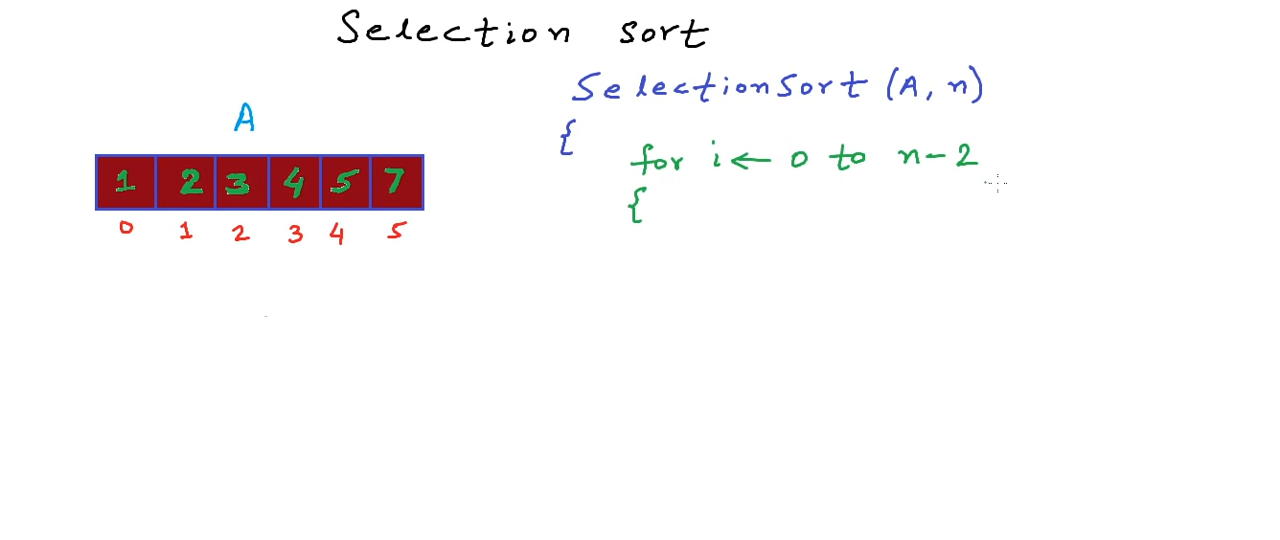 Selection sort
A
1 2 3 4 5 7
0 1 2 3 4 5
SelectionSort (A, n)
{
for i ← 0 to n-2
{